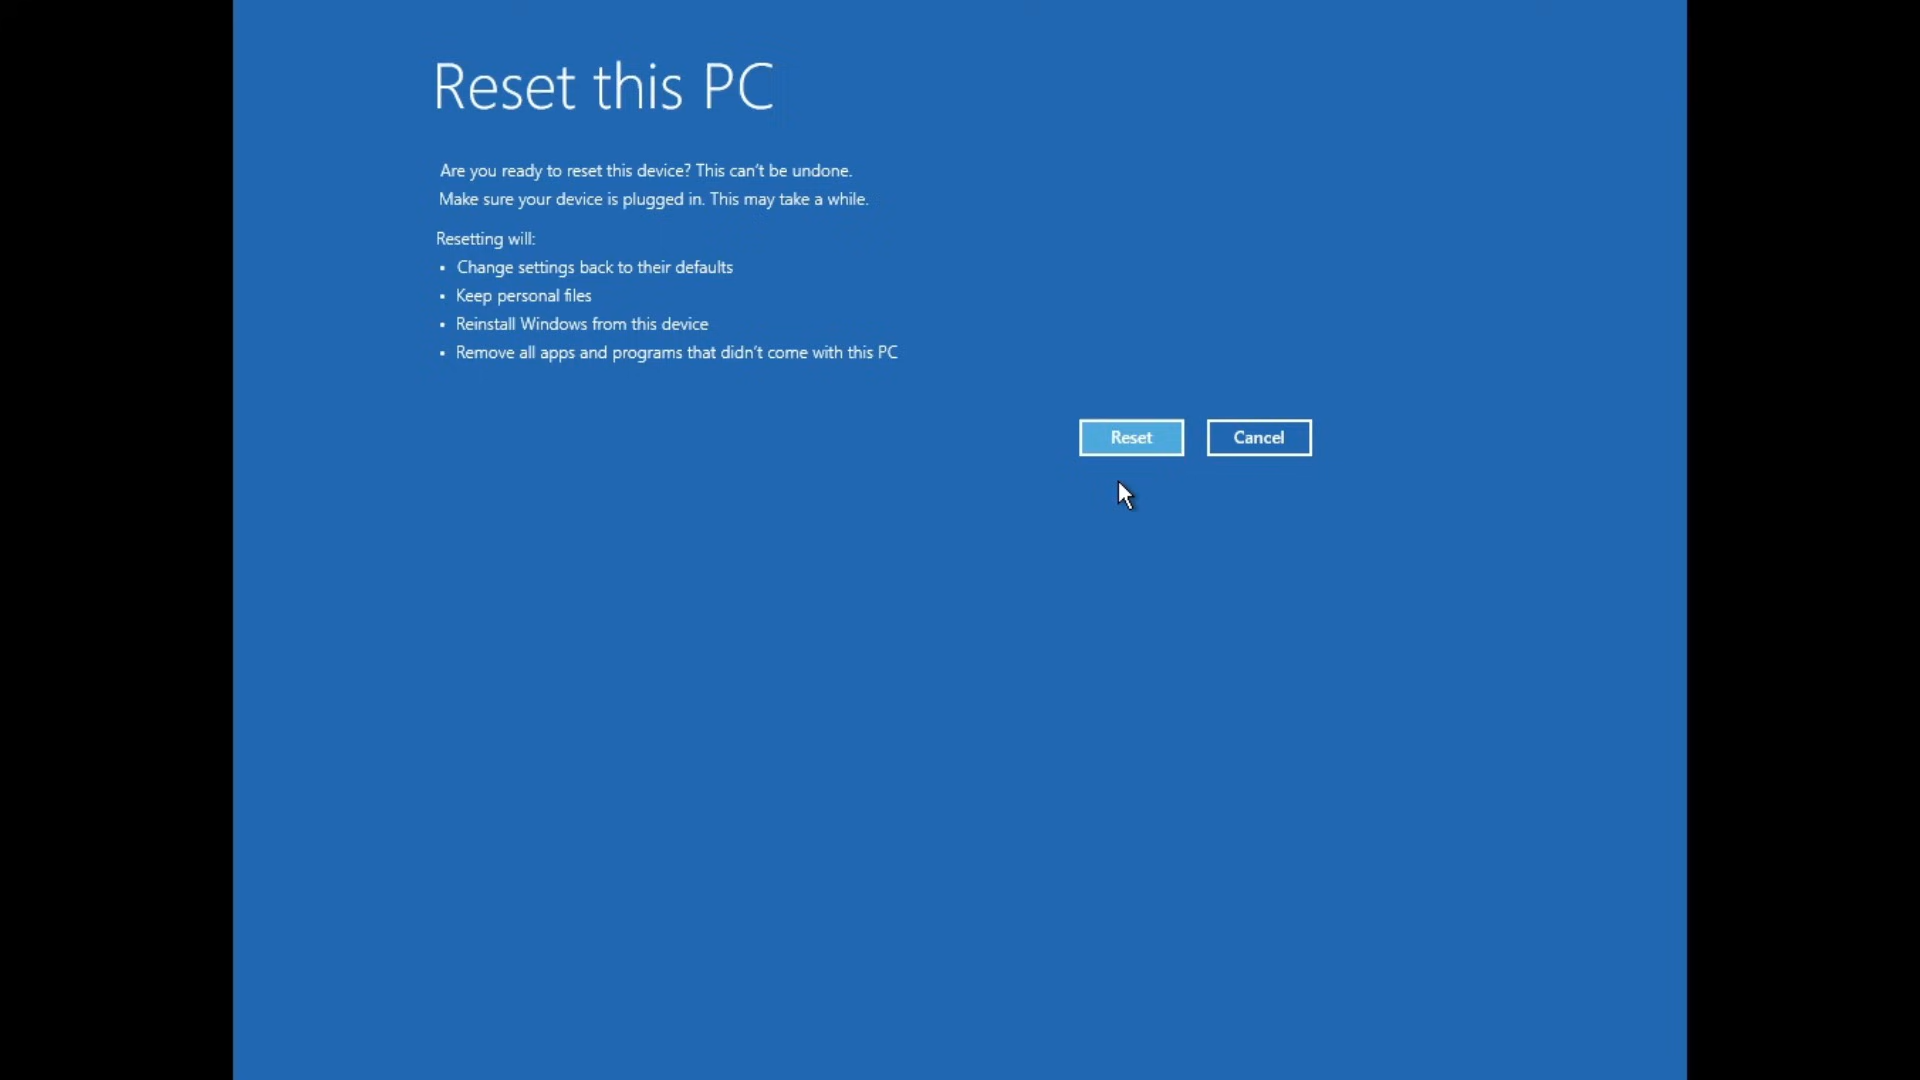 Reset this PC
Are you ready to reset this device? This can't be undone.
Make sure your device is plugged in. This may take a while.
Resetting will:
• Change settings back to their defaults
• Keep personal files
• Reinstall Windows from this device
• Remove all apps and programs that didn't come with this PC
Reset Cancel